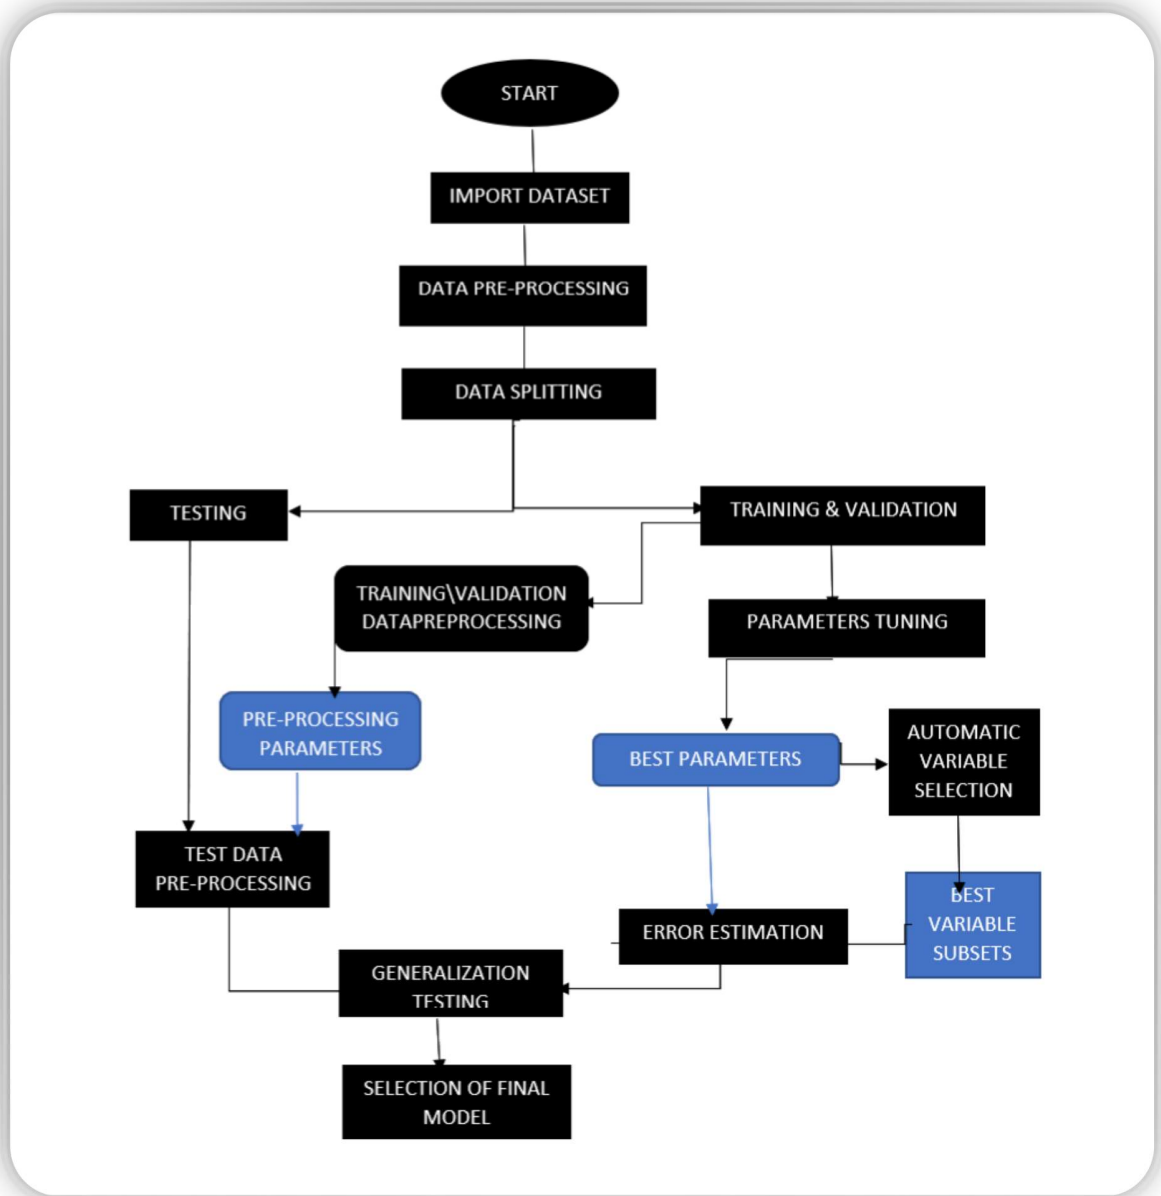 START
IMPORT DATASET
DATA PRE-PROCESSING
DATA SPLITTING
TESTING
TRAINING & VALIDATION
TRAINING\VALIDATION
DATAPREPROCESSING
PARAMETERS TUNING
PRE-PROCESSING
PARAMETERS
BEST PARAMETERS
AUTOMATIC
VARIABLE
SELECTION
TEST DATA
PRE-PROCESSING
BEST
VARIABLE
SUBSETS
ERROR ESTIMATION
GENERALIZATION
TESTING
SELECTION OF FINAL
MODEL